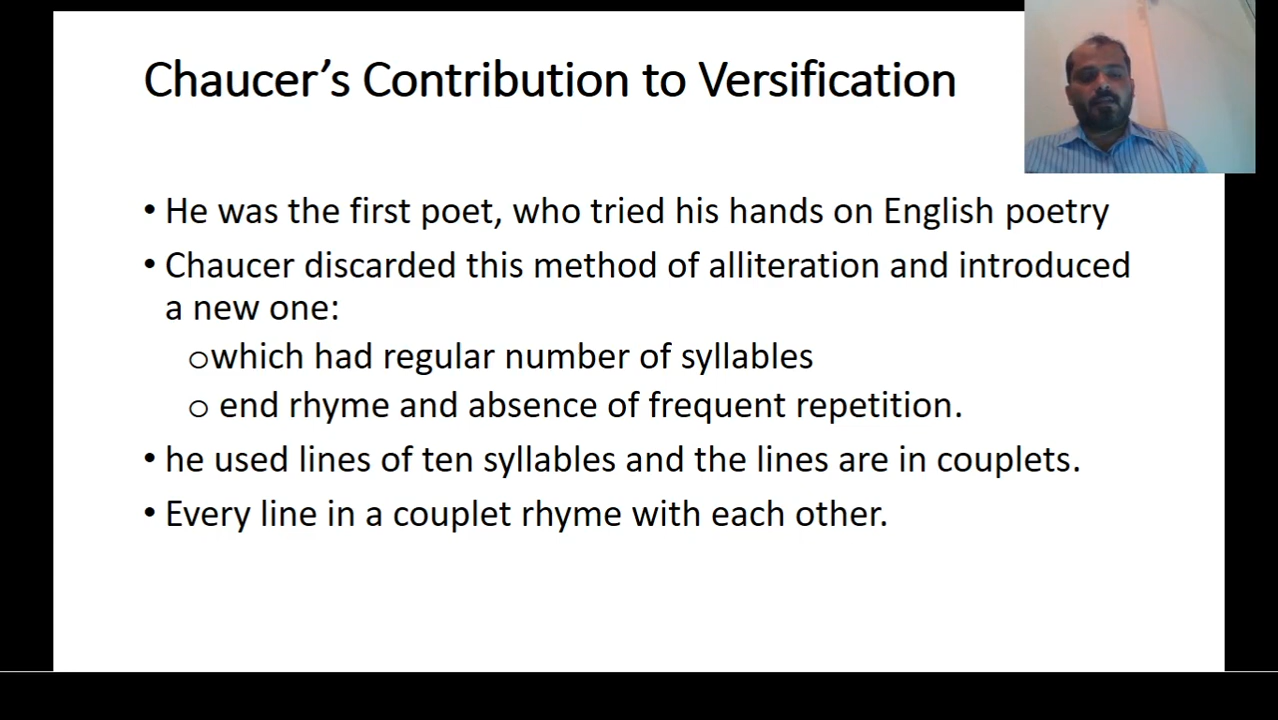 Chaucer’s Contribution to Versification
• He was the first poet, who tried his hands on English poetry
• Chaucer discarded this method of alliteration and introduced
a new one:
owhich had regular number of syllables
o end rhyme and absence of frequent repetition.
• he used lines of ten syllables and the lines are in couplets.
• Every line in a couplet rhyme with each other.